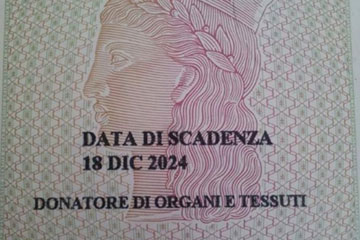 DATA DI SCADENZA
18 DIC 2024
DONATORE DI ORGANI E TESSUTI